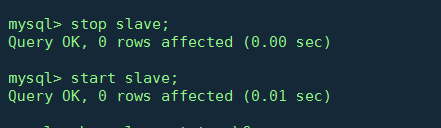 mysql> stop slave;
Query OK, 0 rows affected (0.00 sec)
mysql> start slave;
Query OK, 0 rows affected (0.01 sec)